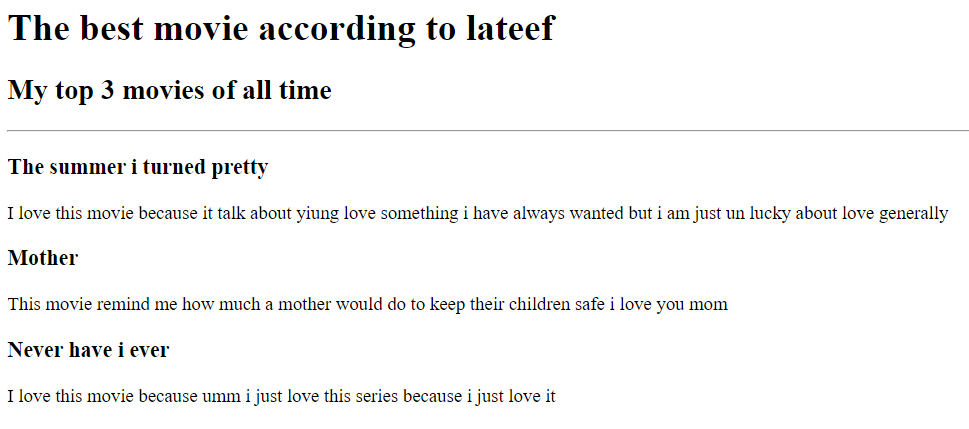 The best movie according to lateef
My top 3 movies of all time
The summer i turned pretty
I love this movie because it talk about yiung love something i have always wanted but i am just un lucky about love generally
Mother
This movie remind me how much a mother would do to keep their children safe i love you mom
Never have i ever
I love this movie because umm i just love this series because i just love it